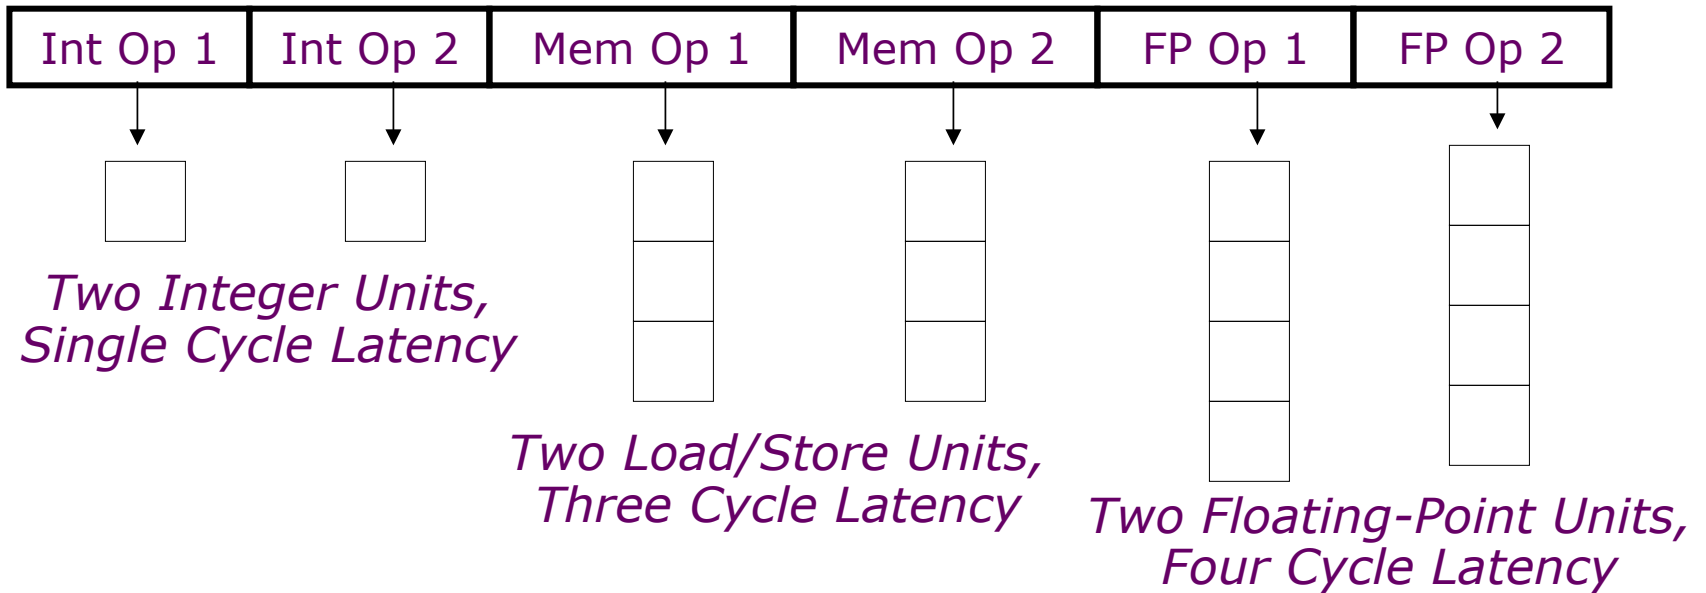 Int Op 1 Int Op 2 Mem Op 1 Mem Op 2 FP Op 1 FP Op 2
Two Integer Units,
Single Cycle Latency
Two Load/Store Units,
Three Cycle Latency
Two Floating-Point Units,
Four Cycle Latency